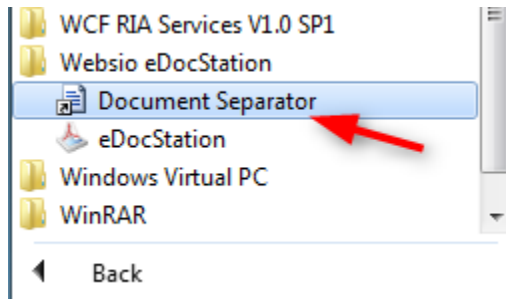 WCF RIA Services V1.0 SP1
Websio eDocStation
Document Separator
eDocStation
Windows Virtual PC
WinRAR
Back